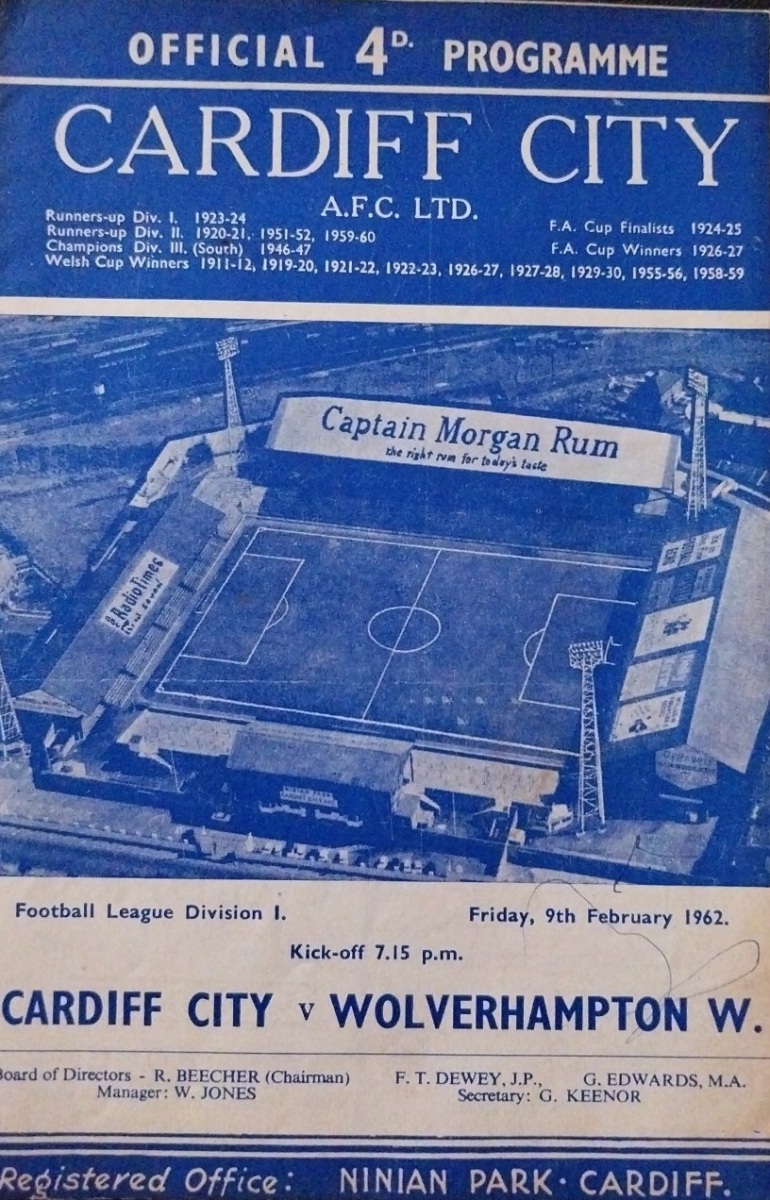 OFFICIAL 4D. PROGRAMME
CARDIFF CITY
A.F.C. LTD.
Runners-up Div. I. 1923-24
Runners-up Div. II. 1920-21, 1951-52, 1959-60
Champions Div. III. (South) 1946-47
F.A. Cup Finalists 1924-25
F.A. Cup Winners 1926-27
Welsh Cup Winners 1911-12, 1919-20, 1921-22, 1922-23, 1926-27, 1927-28, 1929-30, 1955-56, 1958-59
Captain Morgan Rum
the right rum for today's taste
RadioTimes
Football League Division I.
Friday, 9th February 1962.
Kick-off 7.15 p.m.
CARDIFF CITY v WOLVERHAMPTON W.
oard of Directors - R. BEECHER (Chairman) F. T. DEWEY, J.P., G. EDWARDS, M.A.
Manager: W. JONES Secretary: G. KEENOR
Registered Office: NINIAN PARK · CARDIFF.